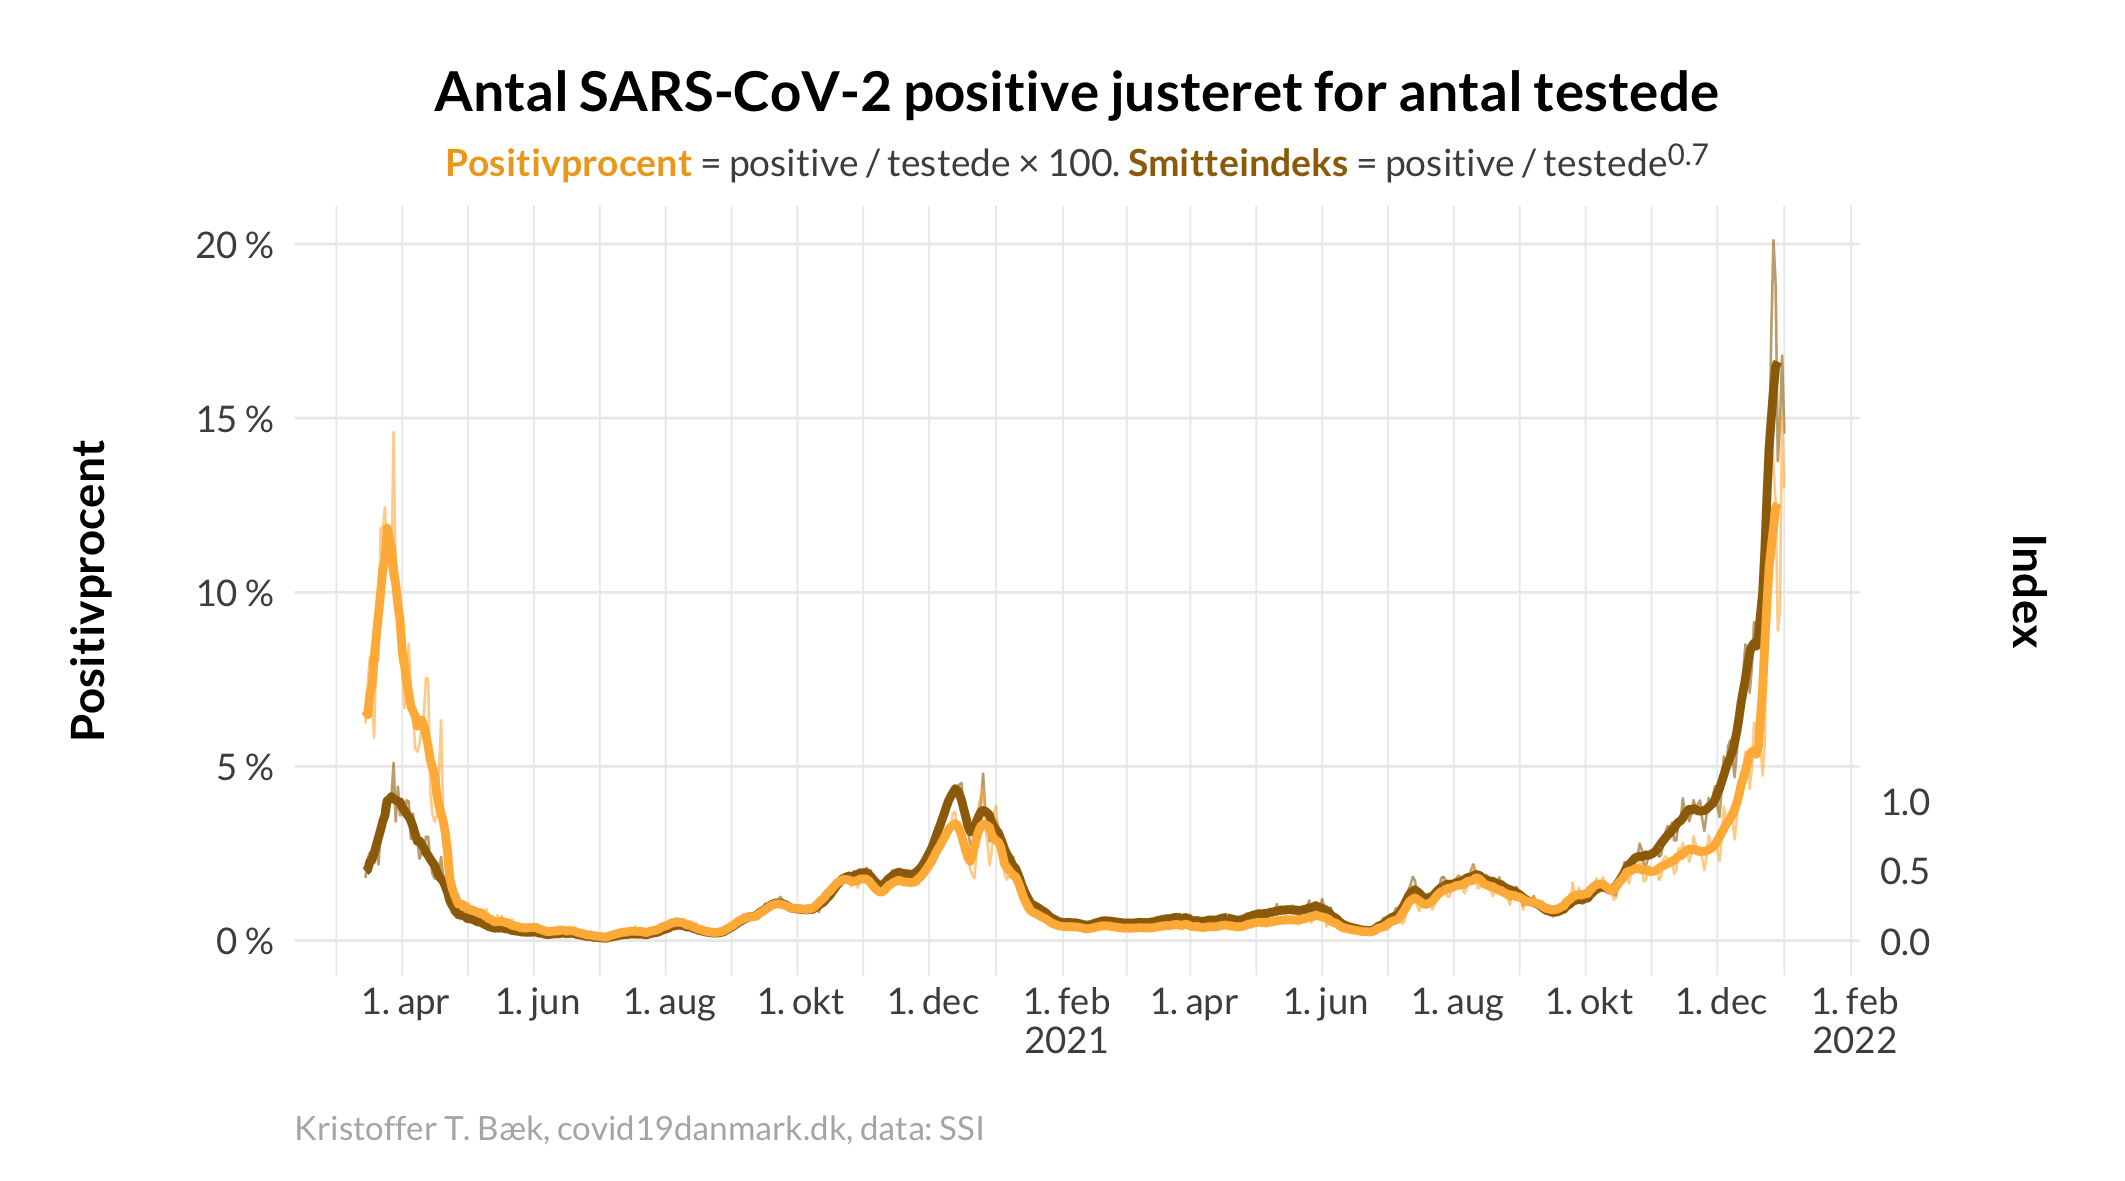 Antal SARS-CoV-2 positive justeret for antal testede
Positivprocent = positive / testede × 100. Smitteindeks = positive / testede^0.7
20 %
15 %
10 %
5 %
0 %
Positivprocent
Index
1.0
0.5
0.0
1. apr 1. jun 1. aug 1. okt 1. dec 1. feb 1. apr 1. jun 1. aug 1. okt 1. dec 1. feb
2021 2022
Kristoffer T. Bæk, covid19danmark.dk, data: SSI